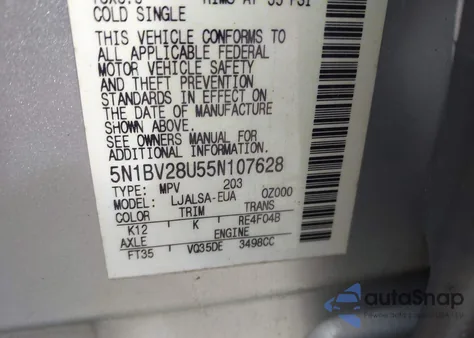 COLD SINGLE
THIS VEHICLE CONFORMS TO
ALL APPLICABLE FEDERAL
MOTOR VEHICLE SAFETY
AND THEFT PREVENTION
STANDARDS IN EFFECT ON
THE DATE OF MANUFACTURE
SHOWN ABOVE.
SEE OWNERS MANUAL FOR
ADDITIONAL INFORMATION.
5N1BV28U55N107628
TYPE: MPV 203
MODEL: LJALSA-EUA 0Z000
COLOR TRIM TRANS
K12 K RE4F04B
AXLE ENGINE
FT35 VQ35DE 3498CC
autoSnap